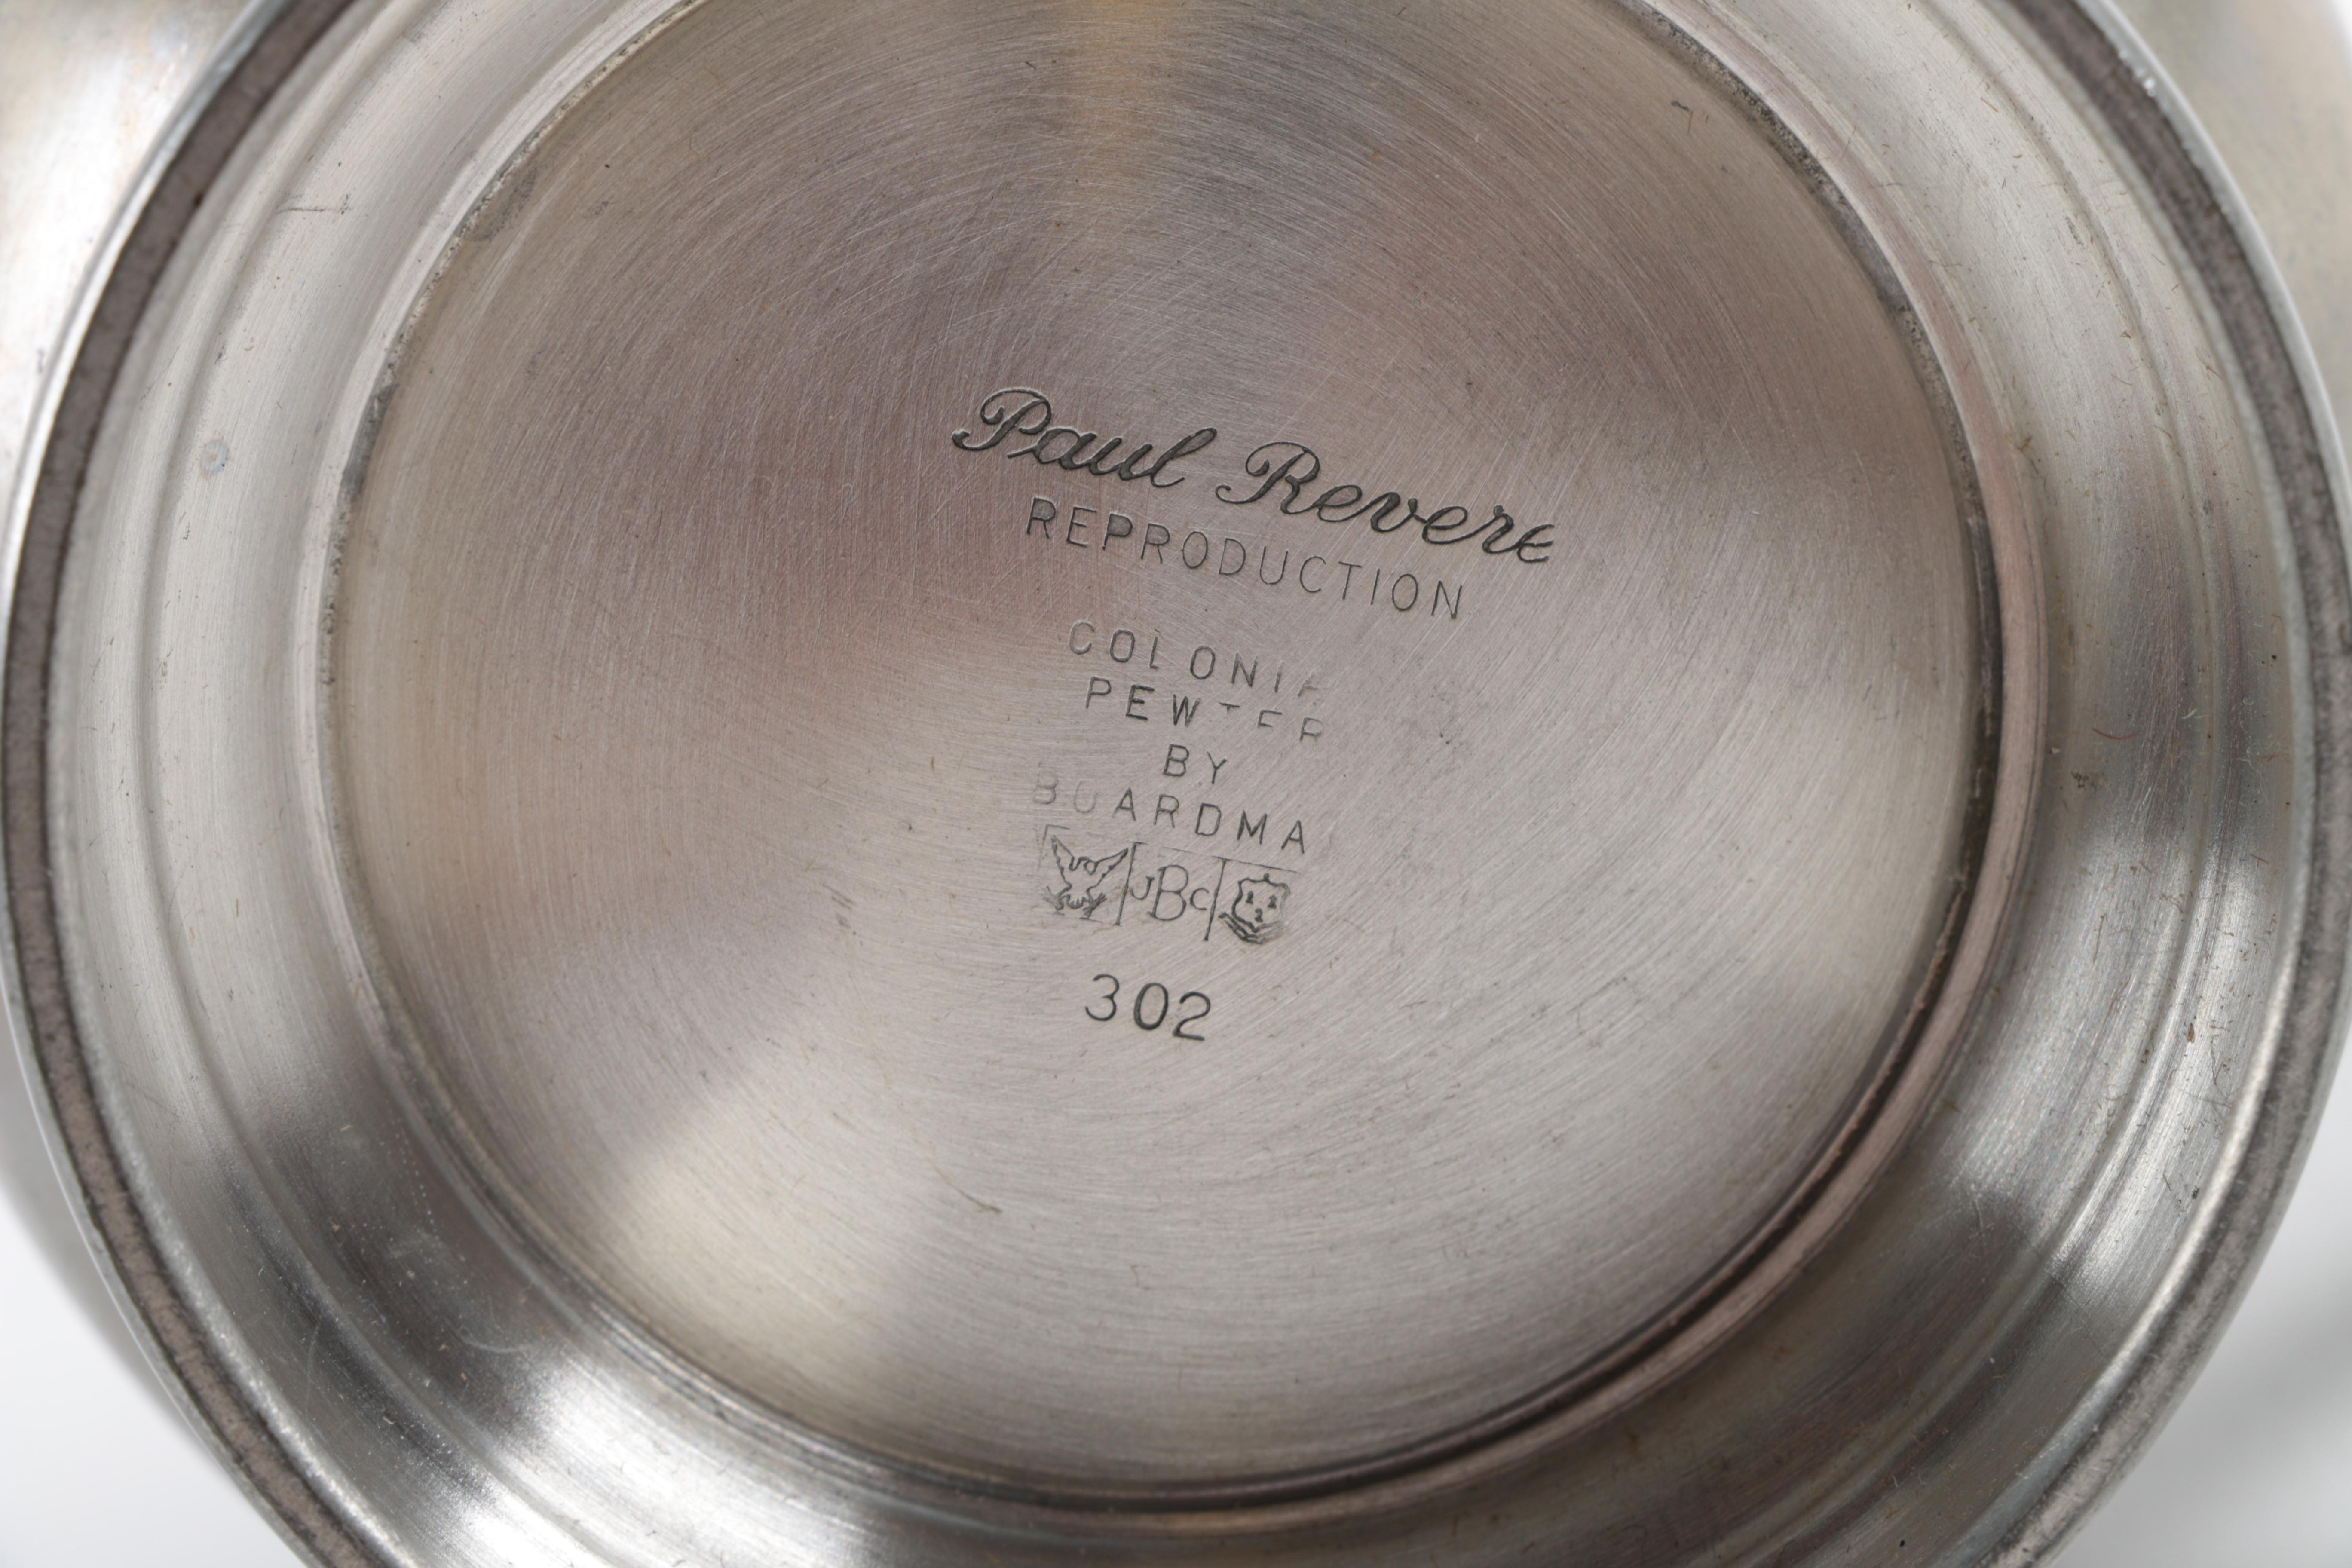 Paul Revere
REPRODUCTION
COLONIA
PEWTER
BY
BOARDMA
JBC
302